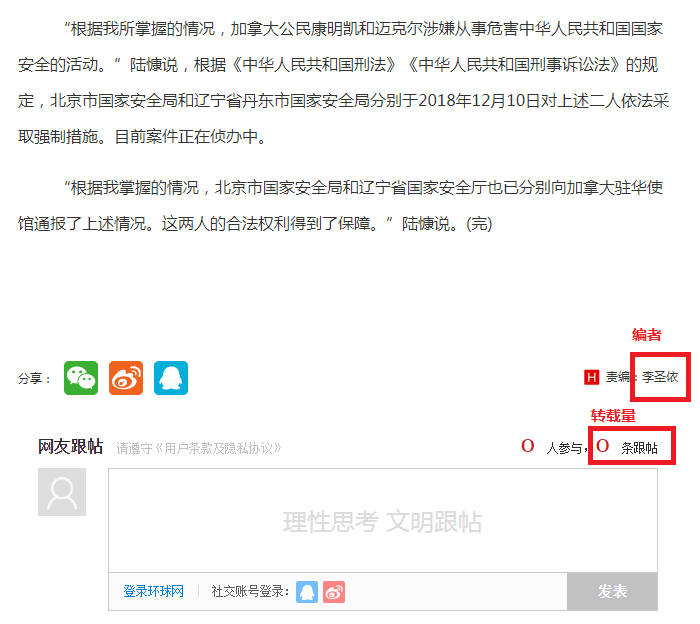 “根据我所掌握的情况，加拿大公民康明凯和迈克尔涉嫌从事危害中华人民共和国国家
安全的活动。”陆慷说，根据《中华人民共和国刑法》《中华人民共和国刑事诉讼法》的规
定，北京市国家安全局和辽宁省丹东市国家安全局分别于2018年12月10日对上述二人依法采
取强制措施。目前案件正在侦办中。
“根据我掌握的情况，北京市国家安全局和辽宁省国家安全厅也已分别向加拿大驻华使
馆通报了上述情况。这两人的合法权利得到了保障。”陆慷说。(完)
编者
分享：
H 责编：李圣依
转载量
网友跟帖 请遵守《用户条款及隐私协议》 0 人参与，0 条跟帖
理性思考 文明跟帖
登录环球网 | 社交账号登录： 发表